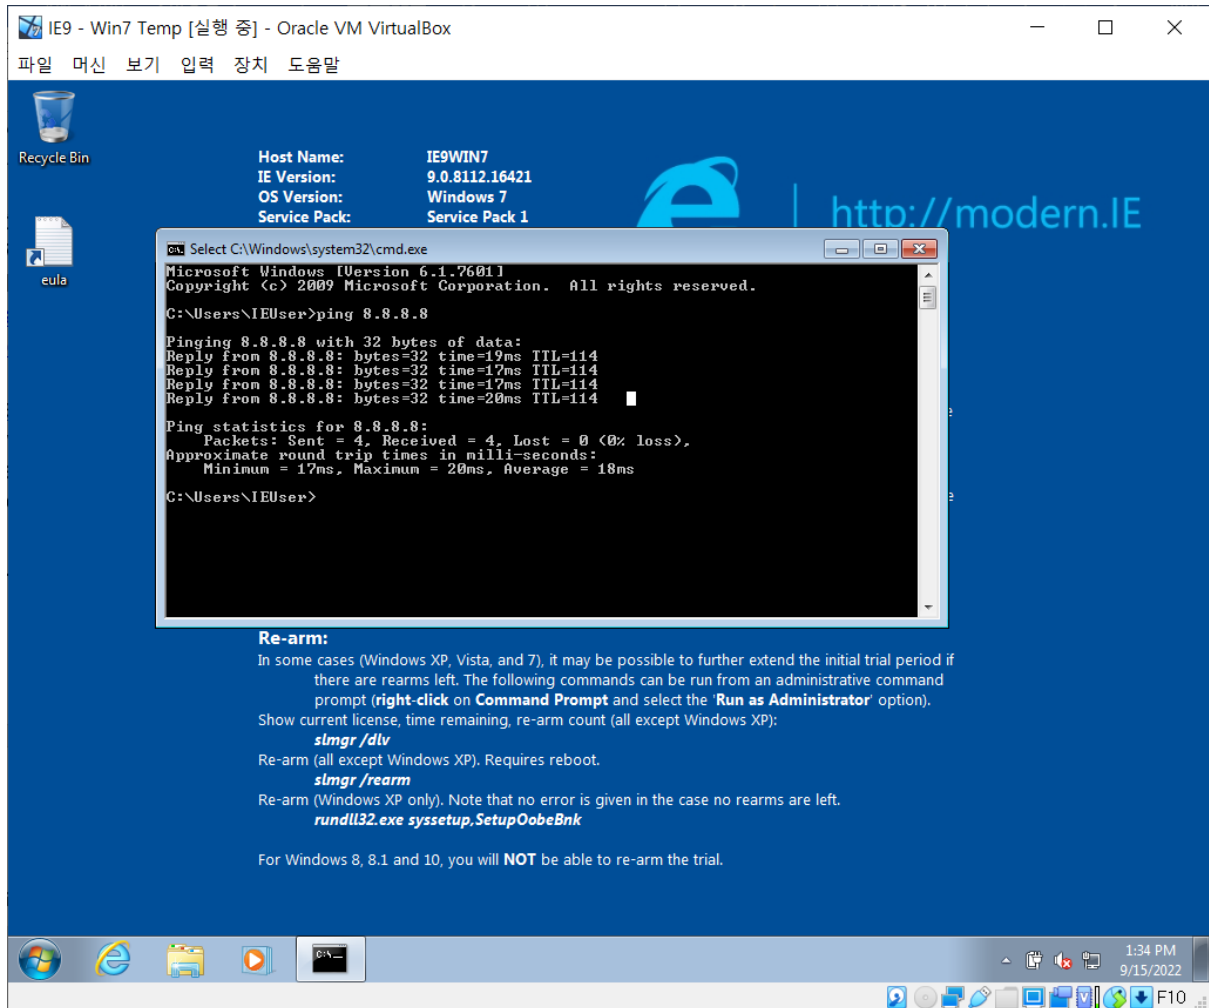 IE9 - Win7 Temp [실행 중] - Oracle VM VirtualBox
파일 머신 보기 입력 장치 도움말
Recycle Bin
eula
Host Name: IE9WIN7
IE Version: 9.0.8112.16421
OS Version: Windows 7
Service Pack: Service Pack 1
http://modern.IE
Select C:\Windows\system32\cmd.exe
Microsoft Windows [Version 6.1.7601]
Copyright (c) 2009 Microsoft Corporation. All rights reserved.
C:\Users\IEUser>ping 8.8.8.8
Pinging 8.8.8.8 with 32 bytes of data:
Reply from 8.8.8.8: bytes=32 time=19ms TTL=114
Reply from 8.8.8.8: bytes=32 time=17ms TTL=114
Reply from 8.8.8.8: bytes=32 time=17ms TTL=114
Reply from 8.8.8.8: bytes=32 time=20ms TTL=114
Ping statistics for 8.8.8.8:
Packets: Sent = 4, Received = 4, Lost = 0 (0% loss),
Approximate round trip times in milli-seconds:
Minimum = 17ms, Maximum = 20ms, Average = 18ms
C:\Users\IEUser>
Re-arm:
In some cases (Windows XP, Vista, and 7), it may be possible to further extend the initial trial period if
there are rearms left. The following commands can be run from an administrative command
prompt (right-click on Command Prompt and select the 'Run as Administrator' option).
Show current license, time remaining, re-arm count (all except Windows XP):
slmgr /dlv
Re-arm (all except Windows XP). Requires reboot.
slmgr /rearm
Re-arm (Windows XP only). Note that no error is given in the case no rearms are left.
rundll32.exe syssetup,SetupOobeBnk
For Windows 8, 8.1 and 10, you will NOT be able to re-arm the trial.
1:34 PM
9/15/2022
F10